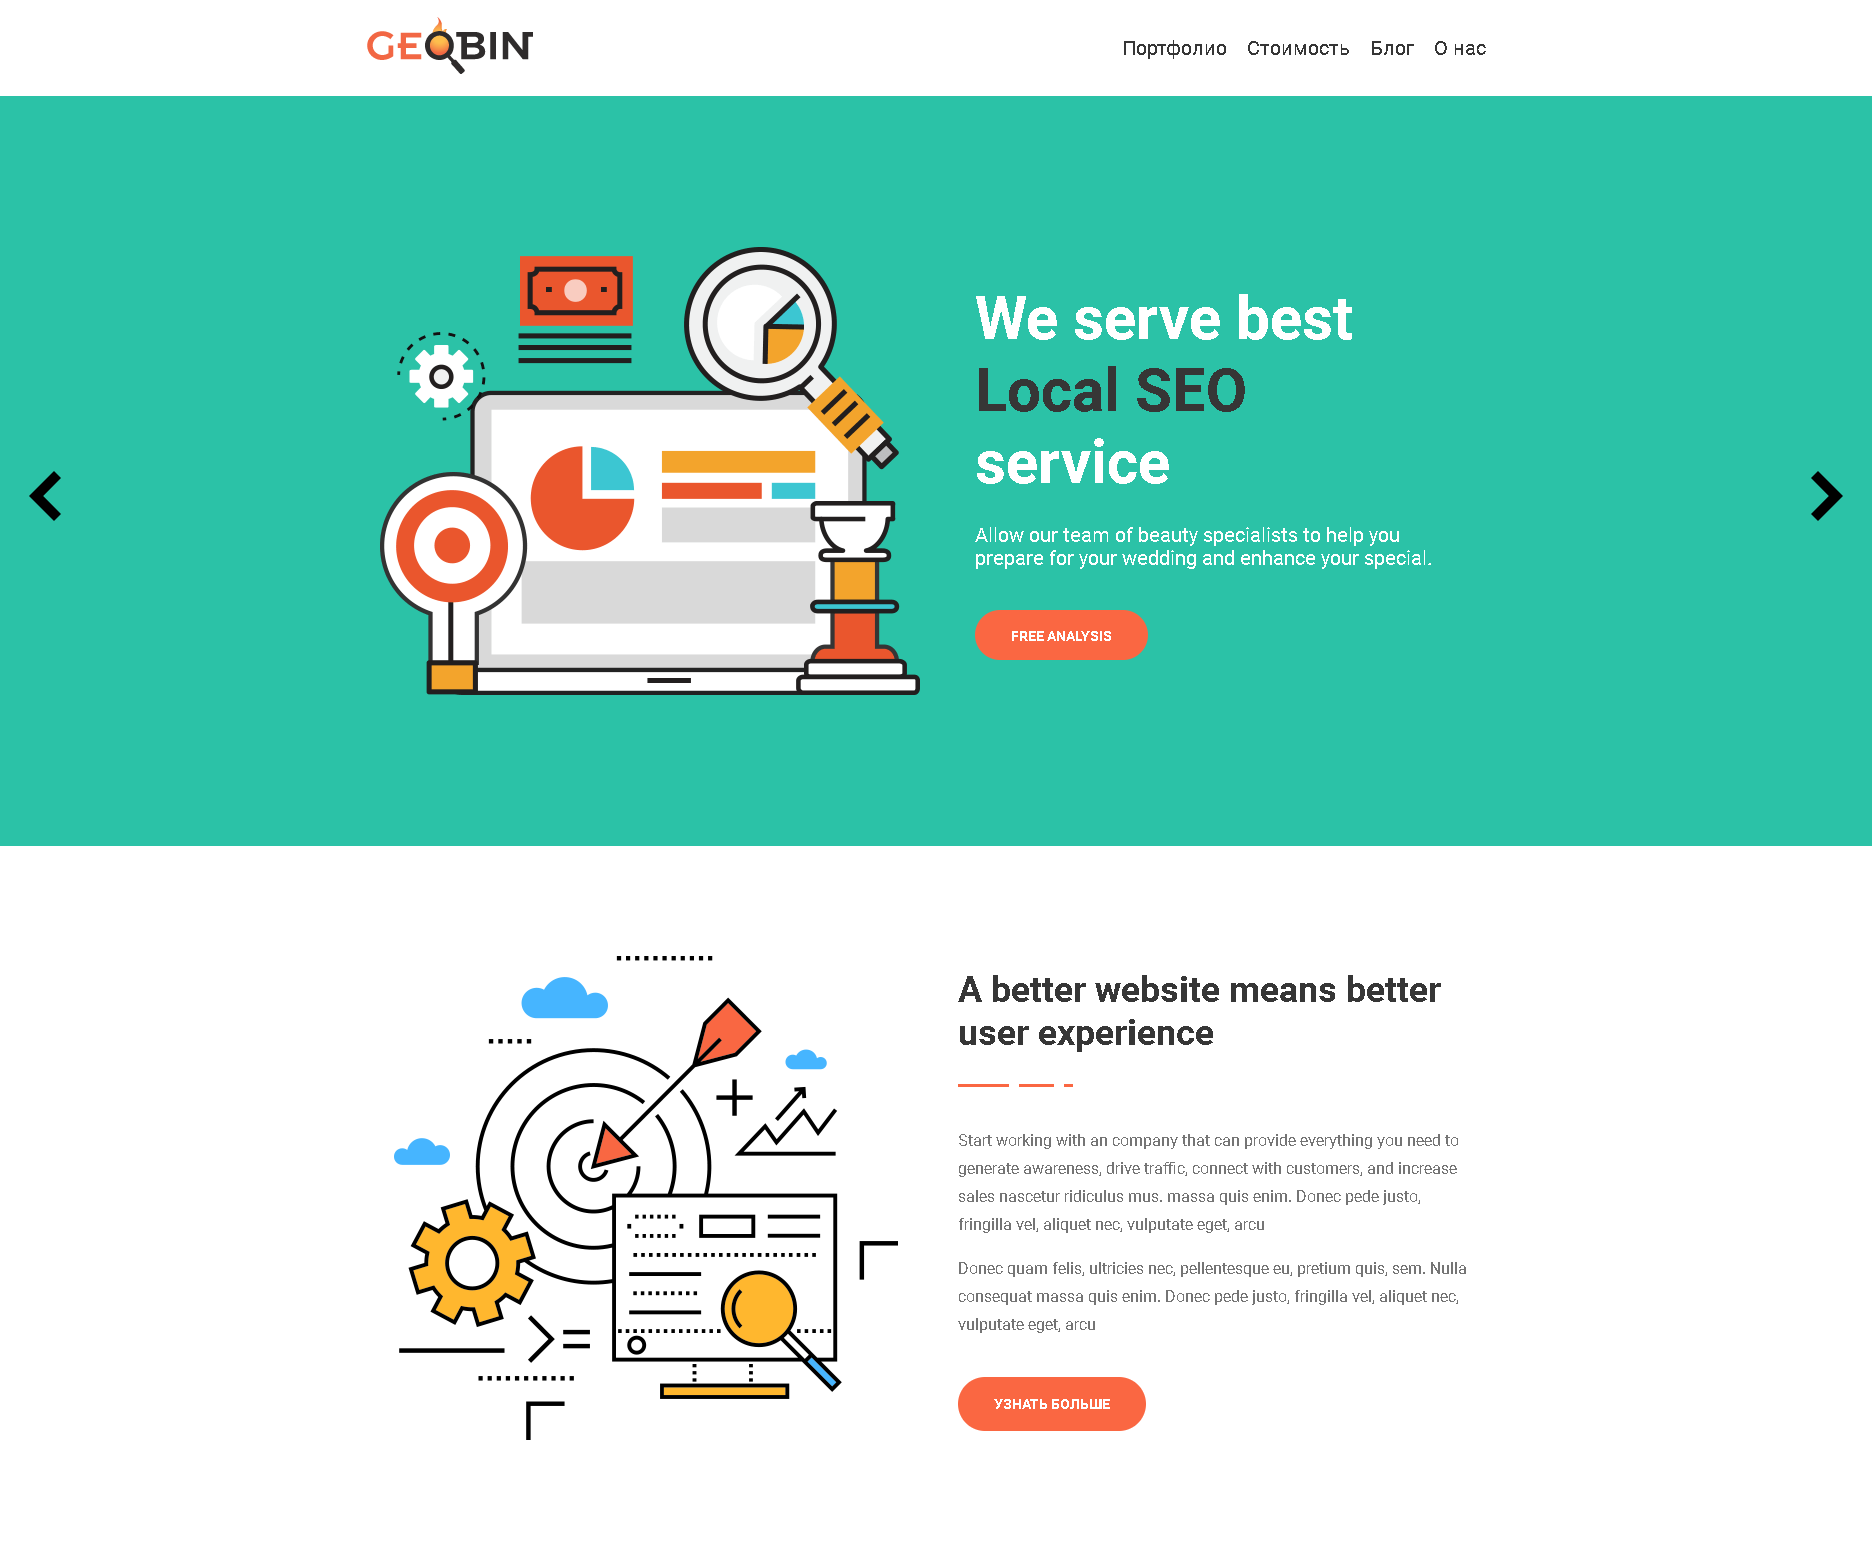 GEOBIN
Портфолио Стоимость Блог О нас
We serve best
Local SEO
service
Allow our team of beauty specialists to help you
prepare for your wedding and enhance your special.
FREE ANALYSIS
A better website means better
user experience
Start working with an company that can provide everything you need to
generate awareness, drive traffic, connect with customers, and increase
sales nascetur ridiculus mus. massa quis enim. Donec pede justo,
fringilla vel, aliquet nec, vulputate eget, arcu
Donec quam felis, ultricies nec, pellentesque eu, pretium quis, sem. Nulla
consequat massa quis enim. Donec pede justo, fringilla vel, aliquet nec,
vulputate eget, arcu
УЗНАТЬ БОЛЬШЕ